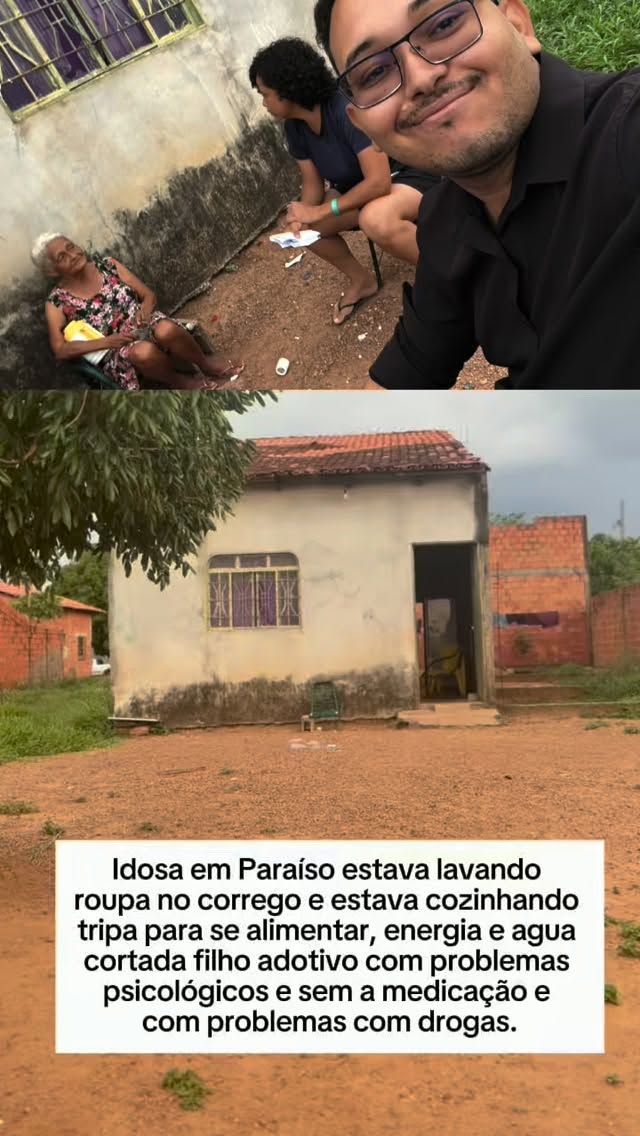 Idosa em Paraíso estava lavando
roupa no corrego e estava cozinhando
tripa para se alimentar, energia e agua
cortada filho adotivo com problemas
psicológicos e sem a medicação e
com problemas com drogas.